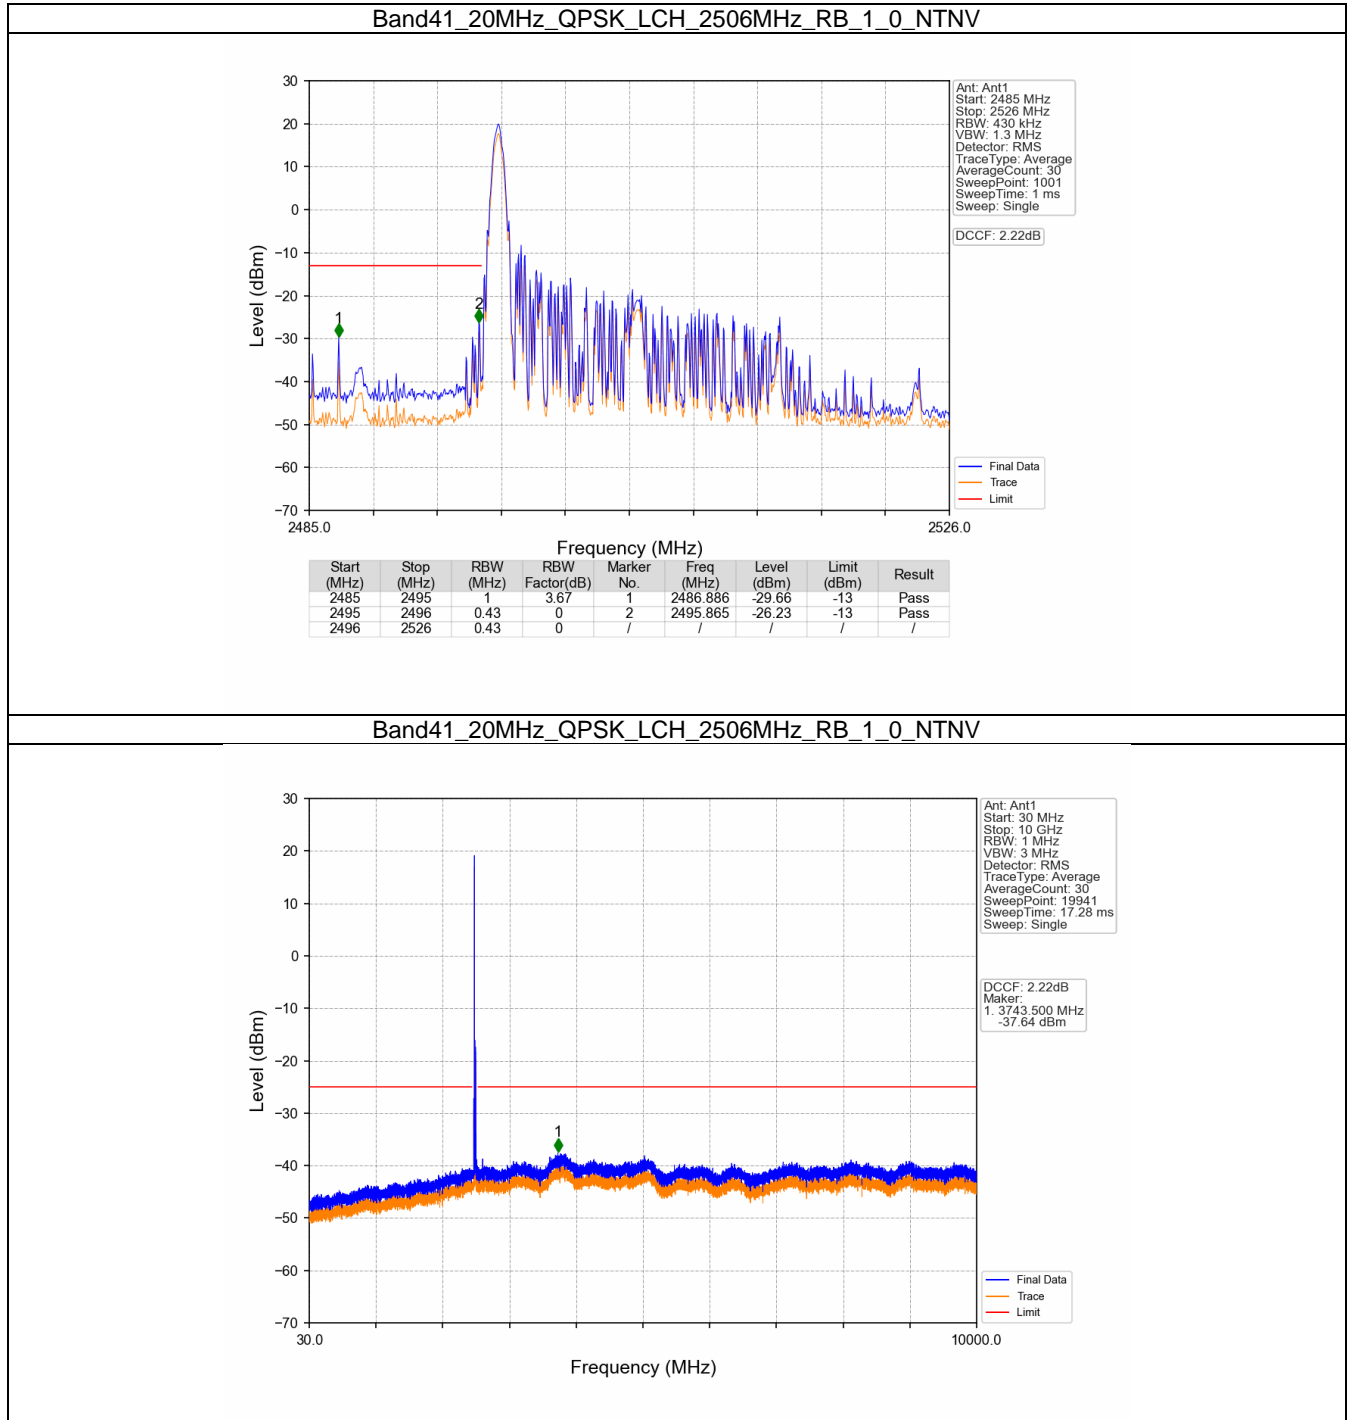 Band41_20MHz_QPSK_LCH_2506MHz_RB_1_0_NTNV
30
20
10
0
−10
−20
−30
−40
−50
−60
−70
Level (dBm)
1
2
2485.0
2526.0
Frequency (MHz)
Ant: Ant1
Start: 2485 MHz
Stop: 2526 MHz
RBW: 430 kHz
VBW: 1.3 MHz
Detector: RMS
TraceType: Average
AverageCount: 30
SweepPoint: 1001
SweepTime: 1 ms
Sweep: Single
DCCF: 2.22dB
Final Data
Trace
Limit
Start (MHz) Stop (MHz) RBW (MHz) RBW Factor(dB) Marker No. Freq (MHz) Level (dBm) Limit (dBm) Result
2485 2495 1 3.67 1 2486.886 -29.66 -13 Pass
2495 2496 0.43 0 2 2495.865 -26.23 -13 Pass
2496 2526 0.43 0 / / / / /
Band41_20MHz_QPSK_LCH_2506MHz_RB_1_0_NTNV
30
20
10
0
−10
−20
−30
−40
−50
−60
−70
Level (dBm)
1
30.0
10000.0
Frequency (MHz)
Ant: Ant1
Start: 30 MHz
Stop: 10 GHz
RBW: 1 MHz
VBW: 3 MHz
Detector: RMS
TraceType: Average
AverageCount: 30
SweepPoint: 19941
SweepTime: 17.28 ms
Sweep: Single
DCCF: 2.22dB
Maker:
1. 3743.500 MHz
-37.64 dBm
Final Data
Trace
Limit